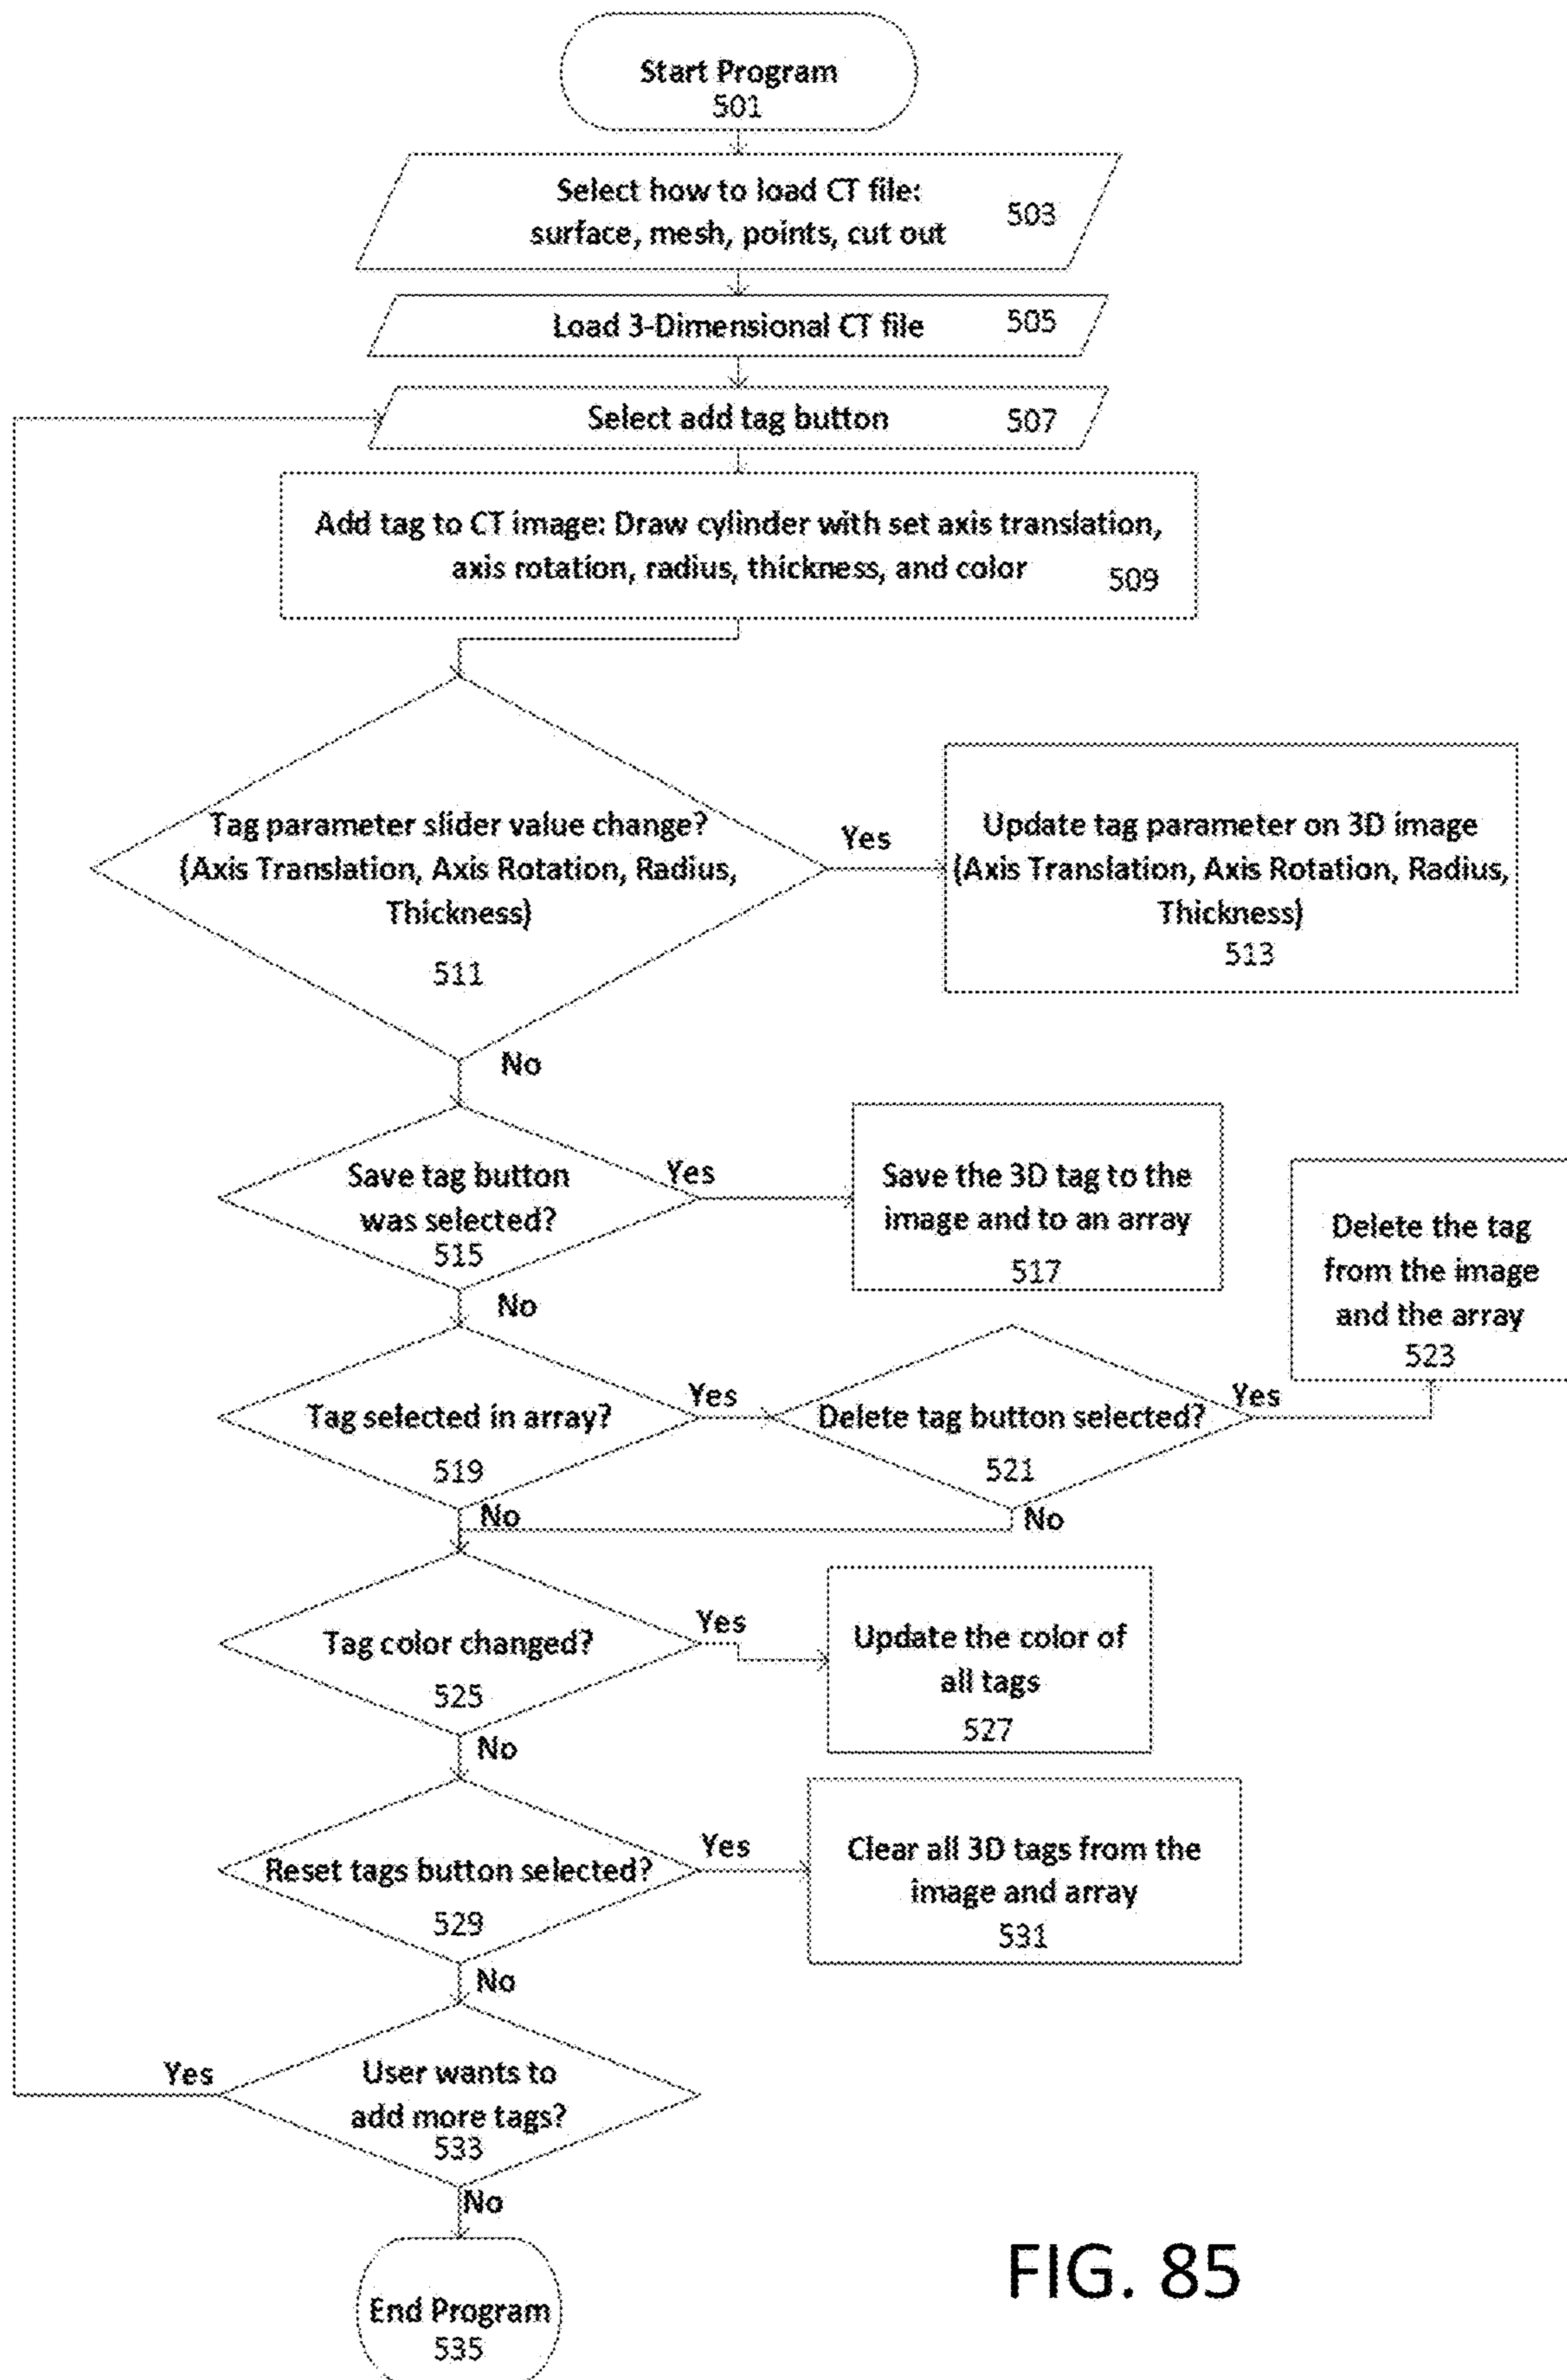 Start Program
501
Select how to load CT file:
surface, mesh, points, cut out
503
Load 3-Dimensional CT file
505
Select add tag button
507
Add tag to CT image: Draw cylinder with set axis translation,
axis rotation, radius, thickness, and color
509
Tag parameter slider value change?
(Axis Translation, Axis Rotation, Radius,
Thickness)
511
Yes
Update tag parameter on 3D image
(Axis Translation, Axis Rotation, Radius,
Thickness)
513
No
Save tag button
was selected?
515
Yes
Save the 3D tag to the
image and to an array
517
No
Tag selected in array?
519
Yes
Delete tag button selected?
521
Yes
Delete the tag
from the image
and the array
523
No
No
Tag color changed?
525
Yes
Update the color of
all tags
527
No
Reset tags button selected?
529
Yes
Clear all 3D tags from the
image and array
531
No
User wants to
add more tags?
533
Yes
No
End Program
535
FIG. 85